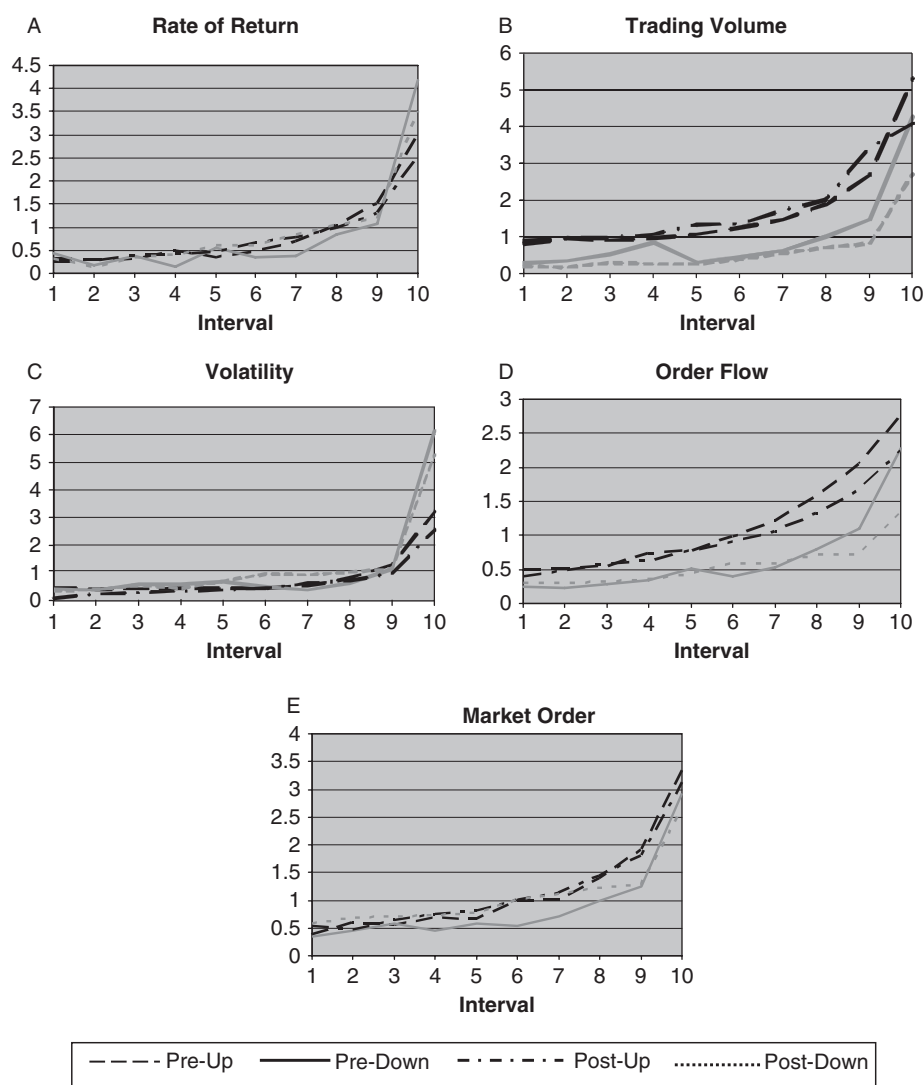 A Rate of Return
4.5
4
3.5
3
2.5
2
1.5
1
0.5
0
1 2 3 4 5 6 7 8 9 10
Interval
B Trading Volume
6
5
4
3
2
1
0
1 2 3 4 5 6 7 8 9 10
Interval
C Volatility
7
6
5
4
3
2
1
0
1 2 3 4 5 6 7 8 9 10
Interval
D Order Flow
3
2.5
2
1.5
1
0.5
0
1 2 3 4 5 6 7 8 9 10
Interval
E Market Order
4
3.5
3
2.5
2
1.5
1
0.5
0
1 2 3 4 5 6 7 8 9 10
Interval
Pre-Up Pre-Down Post-Up Post-Down